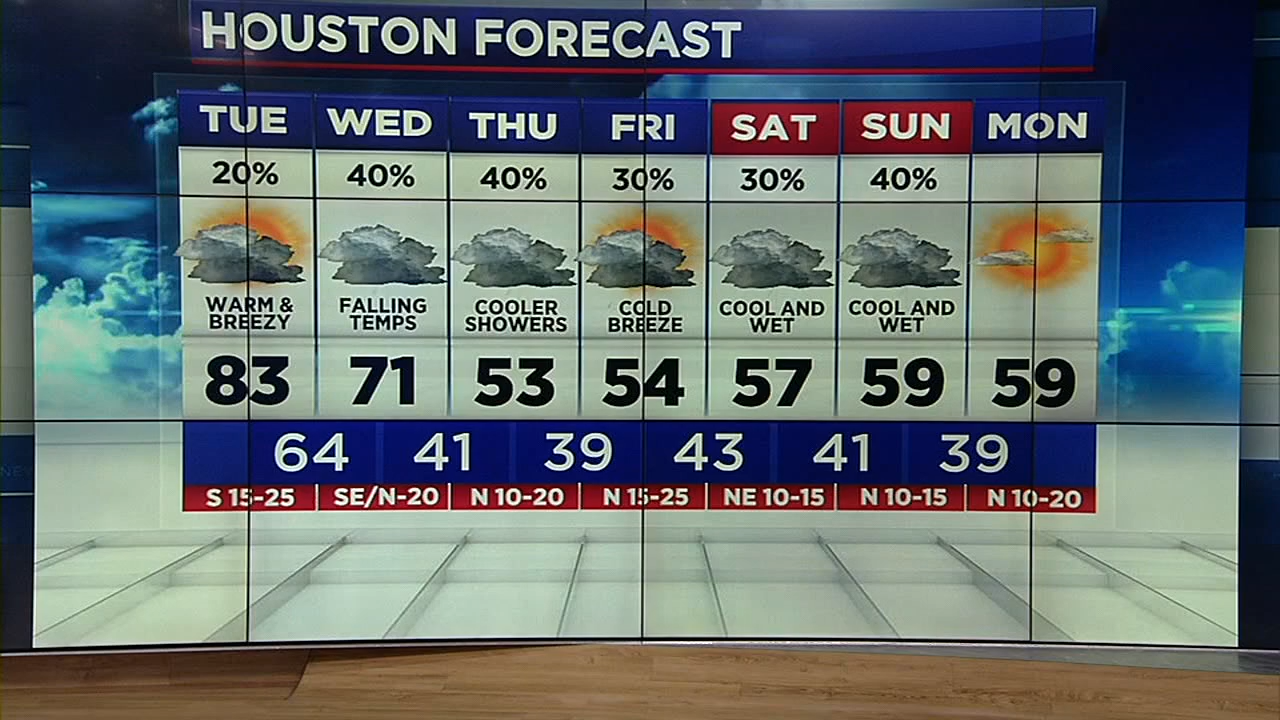 HOUSTON FORECAST
TUE WED THU FRI SAT SUN MON
20% 40% 40% 30% 30% 40%
WARM & FALLING COOLER COLD COOL AND COOL AND
BREEZY TEMPS SHOWERS BREEZE WET WET
83 71 53 54 57 59 59
64 41 39 43 41 39
S 15-25 SE/N-20 N 10-20 N 15-25 NE 10-15 N 10-15 N 10-20